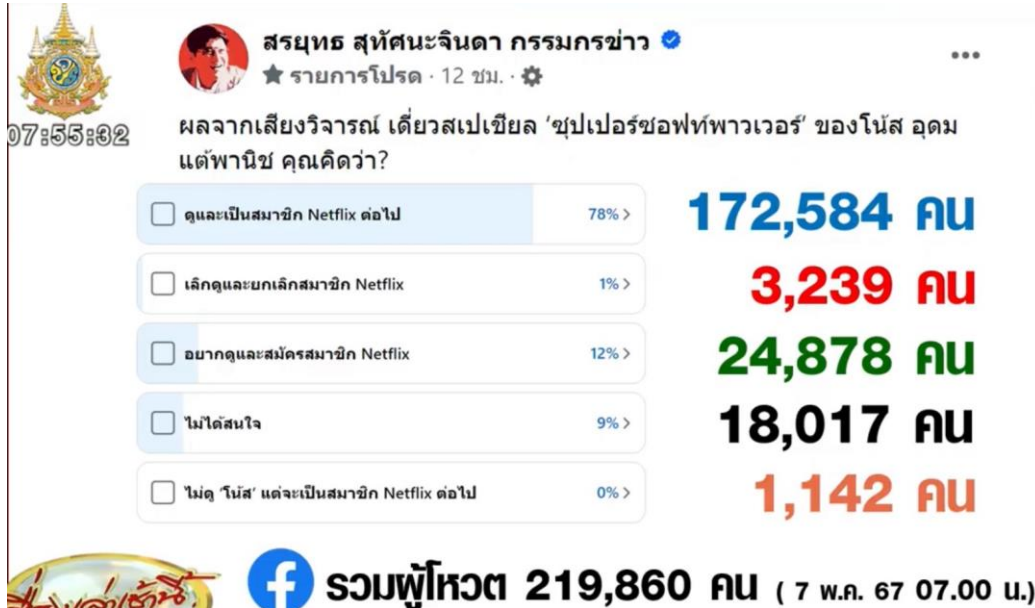 สรยุทธ สุทัศนะจินดา กรรมกรข่าว
รายการโปรด · 12 ชม. ·
07:55:32
ผลจากเสียงวิจารณ์ เดี่ยวสเปเชียล ‘ซุปเปอร์ซอฟท์พาวเวอร์’ ของโน้ส อุดม
แต้พานิช คุณคิดว่า?
ดูและเป็นสมาชิก Netflix ต่อไป 78% > 172,584 คน
เลิกดูและยกเลิกสมาชิก Netflix 1% > 3,239 คน
อยากดูและสมัครสมาชิก Netflix 12% > 24,878 คน
ไม่ได้สนใจ 9% > 18,017 คน
ไม่ดู ‘โน้ส’ แต่จะเป็นสมาชิก Netflix ต่อไป 0% > 1,142 คน
รวมผู้โหวต 219,860 คน ( 7 พ.ค. 67 07.00 น.)